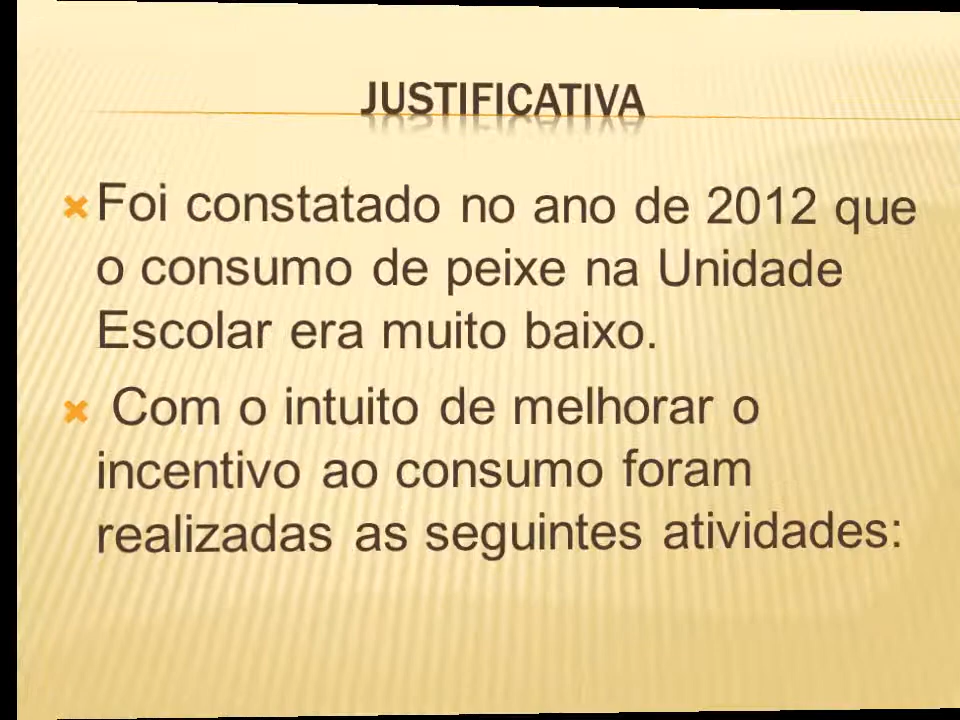 JUSTIFICATIVA
Foi constatado no ano de 2012 que
o consumo de peixe na Unidade
Escolar era muito baixo.
Com o intuito de melhorar o
incentivo ao consumo foram
realizadas as seguintes atividades: